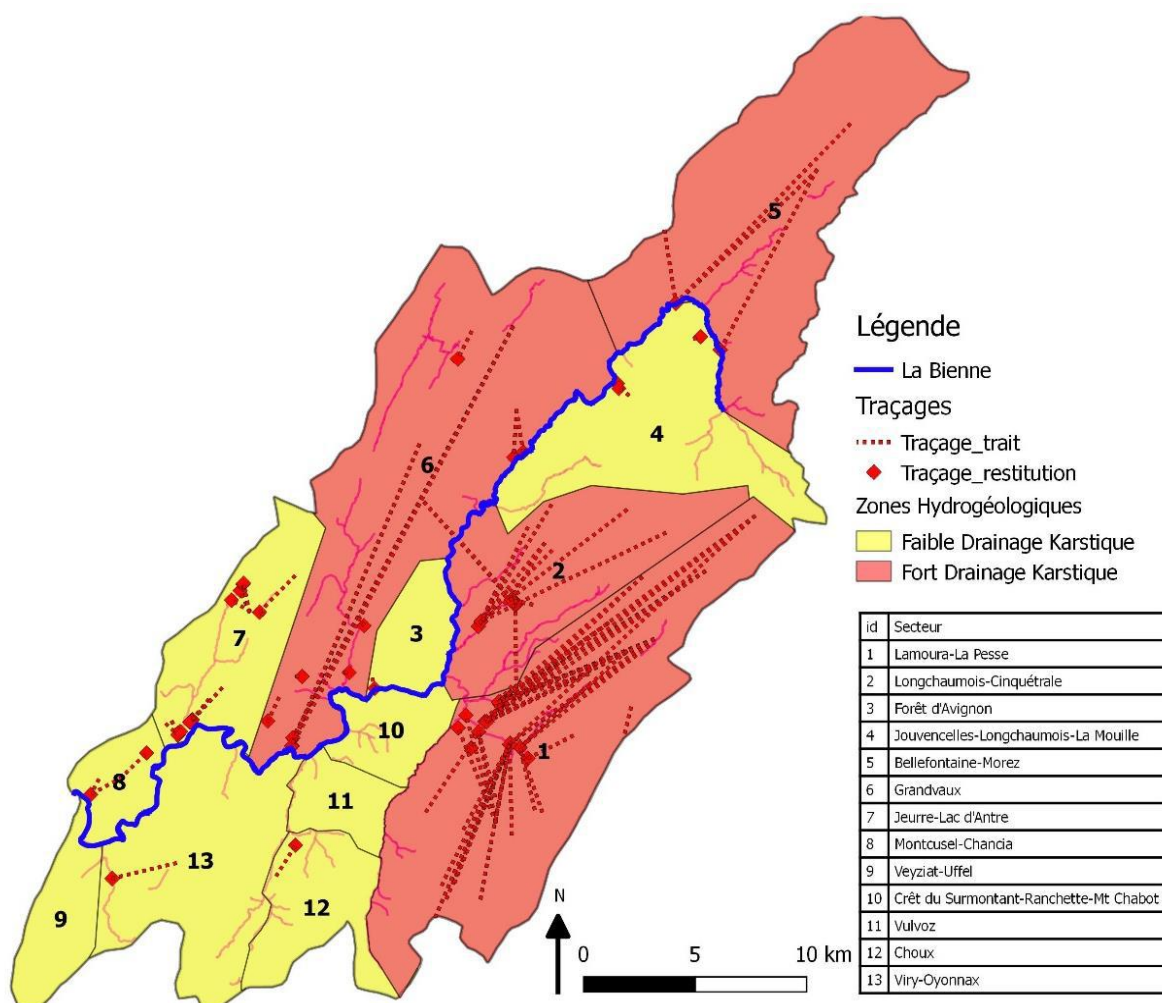 5
4
6
2
3
7
10
1
8
11
13
12
9
N
0 5 10 km
Légende
La Bienne
Traçages
Traçage_trait
Traçage_restitution
Zones Hydrogéologiques
Faible Drainage Karstique
Fort Drainage Karstique
id Secteur
1 Lamoura-La Pesse
2 Longchaumois-Cinquétrale
3 Forêt d'Avignon
4 Jouvencelles-Longchaumois-La Mouille
5 Bellefontaine-Morez
6 Grandvaux
7 Jeurre-Lac d'Antre
8 Montcusel-Chancia
9 Veyziat-Uffel
10 Crêt du Surmontant-Ranchette-Mt Chabot
11 Vulvoz
12 Choux
13 Viry-Oyonnax